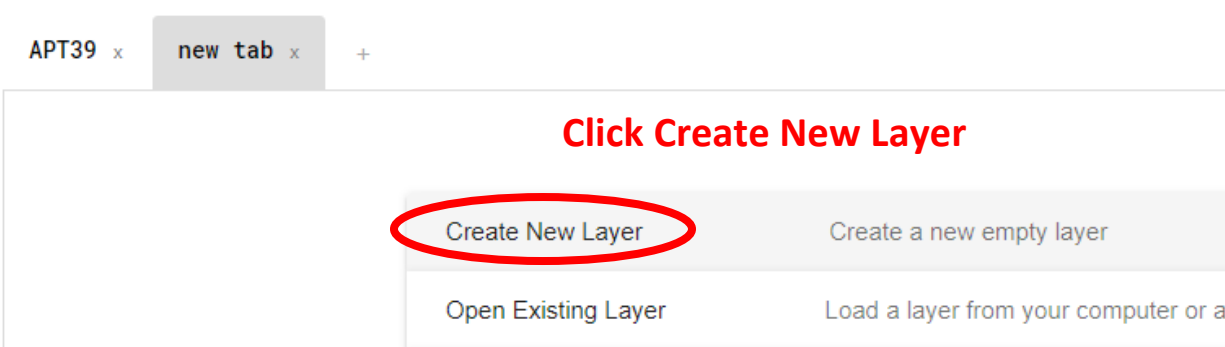 APT39 x new tab x +
Click Create New Layer
Create New Layer Create a new empty layer
Open Existing Layer Load a layer from your computer or a